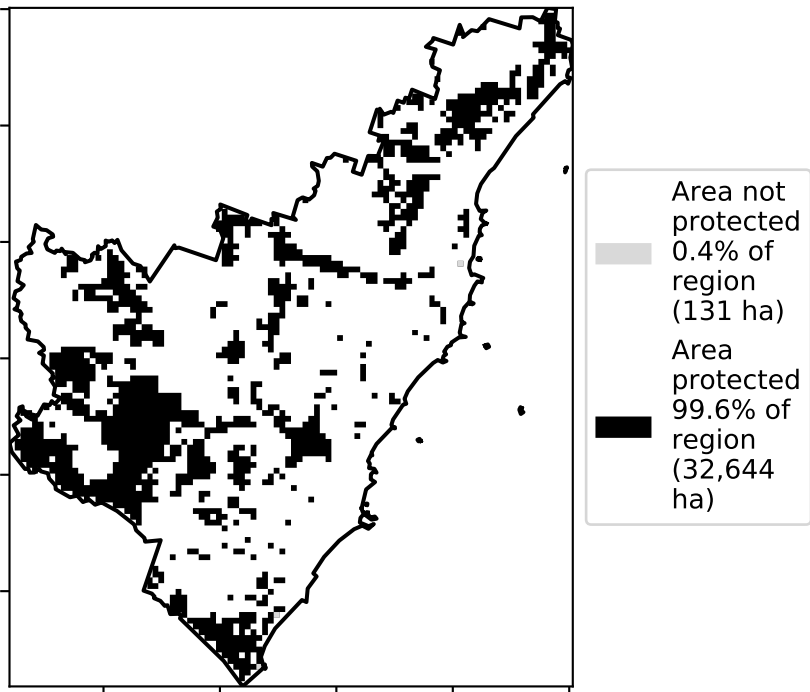 Area not
protected
0.4% of
region
(131 ha)
Area
protected
99.6% of
region
(32,644
ha)